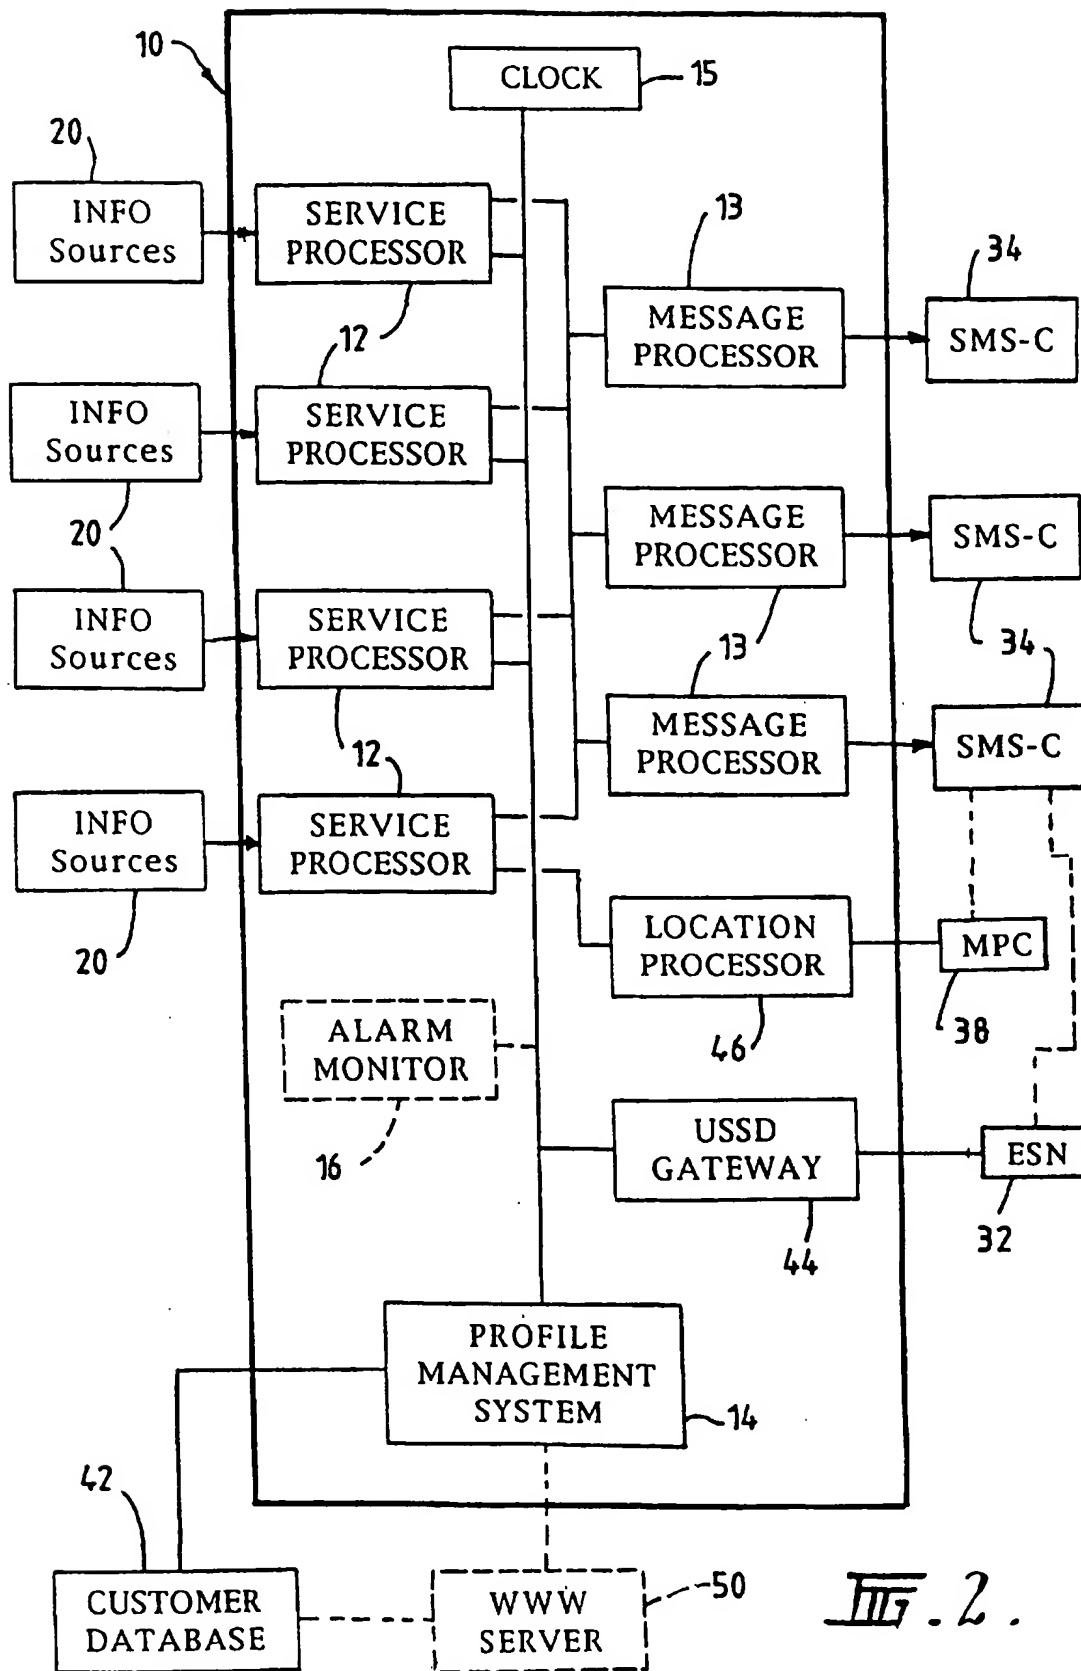 10
CLOCK
15
20
INFO
Sources
SERVICE
PROCESSOR
13
34
MESSAGE
PROCESSOR
SMS-C
12
INFO
Sources
SERVICE
PROCESSOR
20
MESSAGE
PROCESSOR
SMS-C
INFO
Sources
SERVICE
PROCESSOR
13
34
MESSAGE
PROCESSOR
SMS-C
12
INFO
Sources
SERVICE
PROCESSOR
20
LOCATION
PROCESSOR
MPC
46
38
ALARM
MONITOR
16
USSD
GATEWAY
ESN
44
32
PROFILE
MANAGEMENT
SYSTEM
14
42
CUSTOMER
DATABASE
WWW
SERVER
50
FIG. 2.